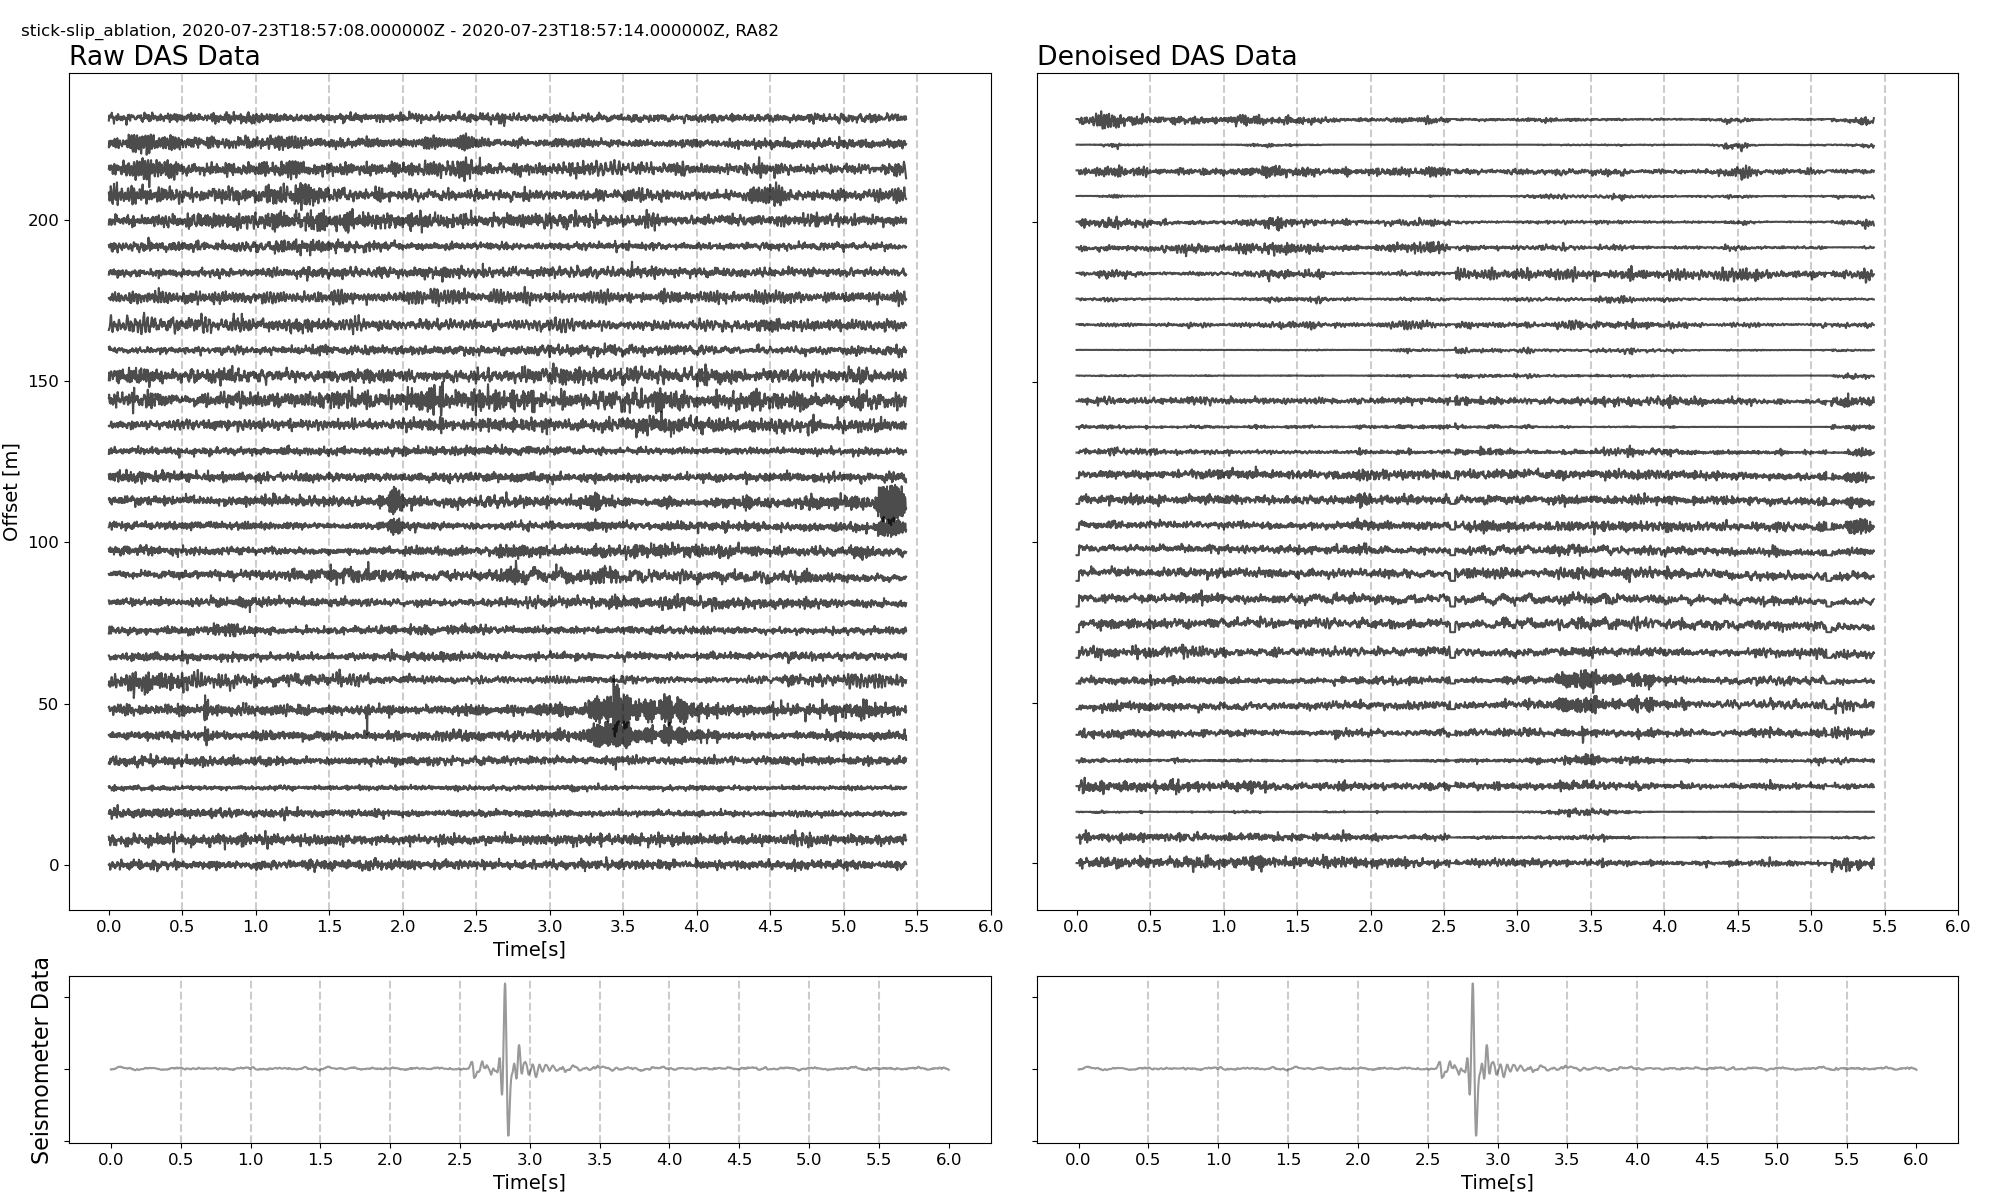 stick-slip_ablation, 2020-07-23T18:57:08.000000Z - 2020-07-23T18:57:14.000000Z, RA82
Raw DAS Data
Denoised DAS Data
Offset [m]
200
150
100
50
0
0.0 0.5 1.0 1.5 2.0 2.5 3.0 3.5 4.0 4.5 5.0 5.5 6.0
Time[s]
0.0 0.5 1.0 1.5 2.0 2.5 3.0 3.5 4.0 4.5 5.0 5.5 6.0
Seismometer Data
0.0 0.5 1.0 1.5 2.0 2.5 3.0 3.5 4.0 4.5 5.0 5.5 6.0
Time[s]
0.0 0.5 1.0 1.5 2.0 2.5 3.0 3.5 4.0 4.5 5.0 5.5 6.0
Time[s]